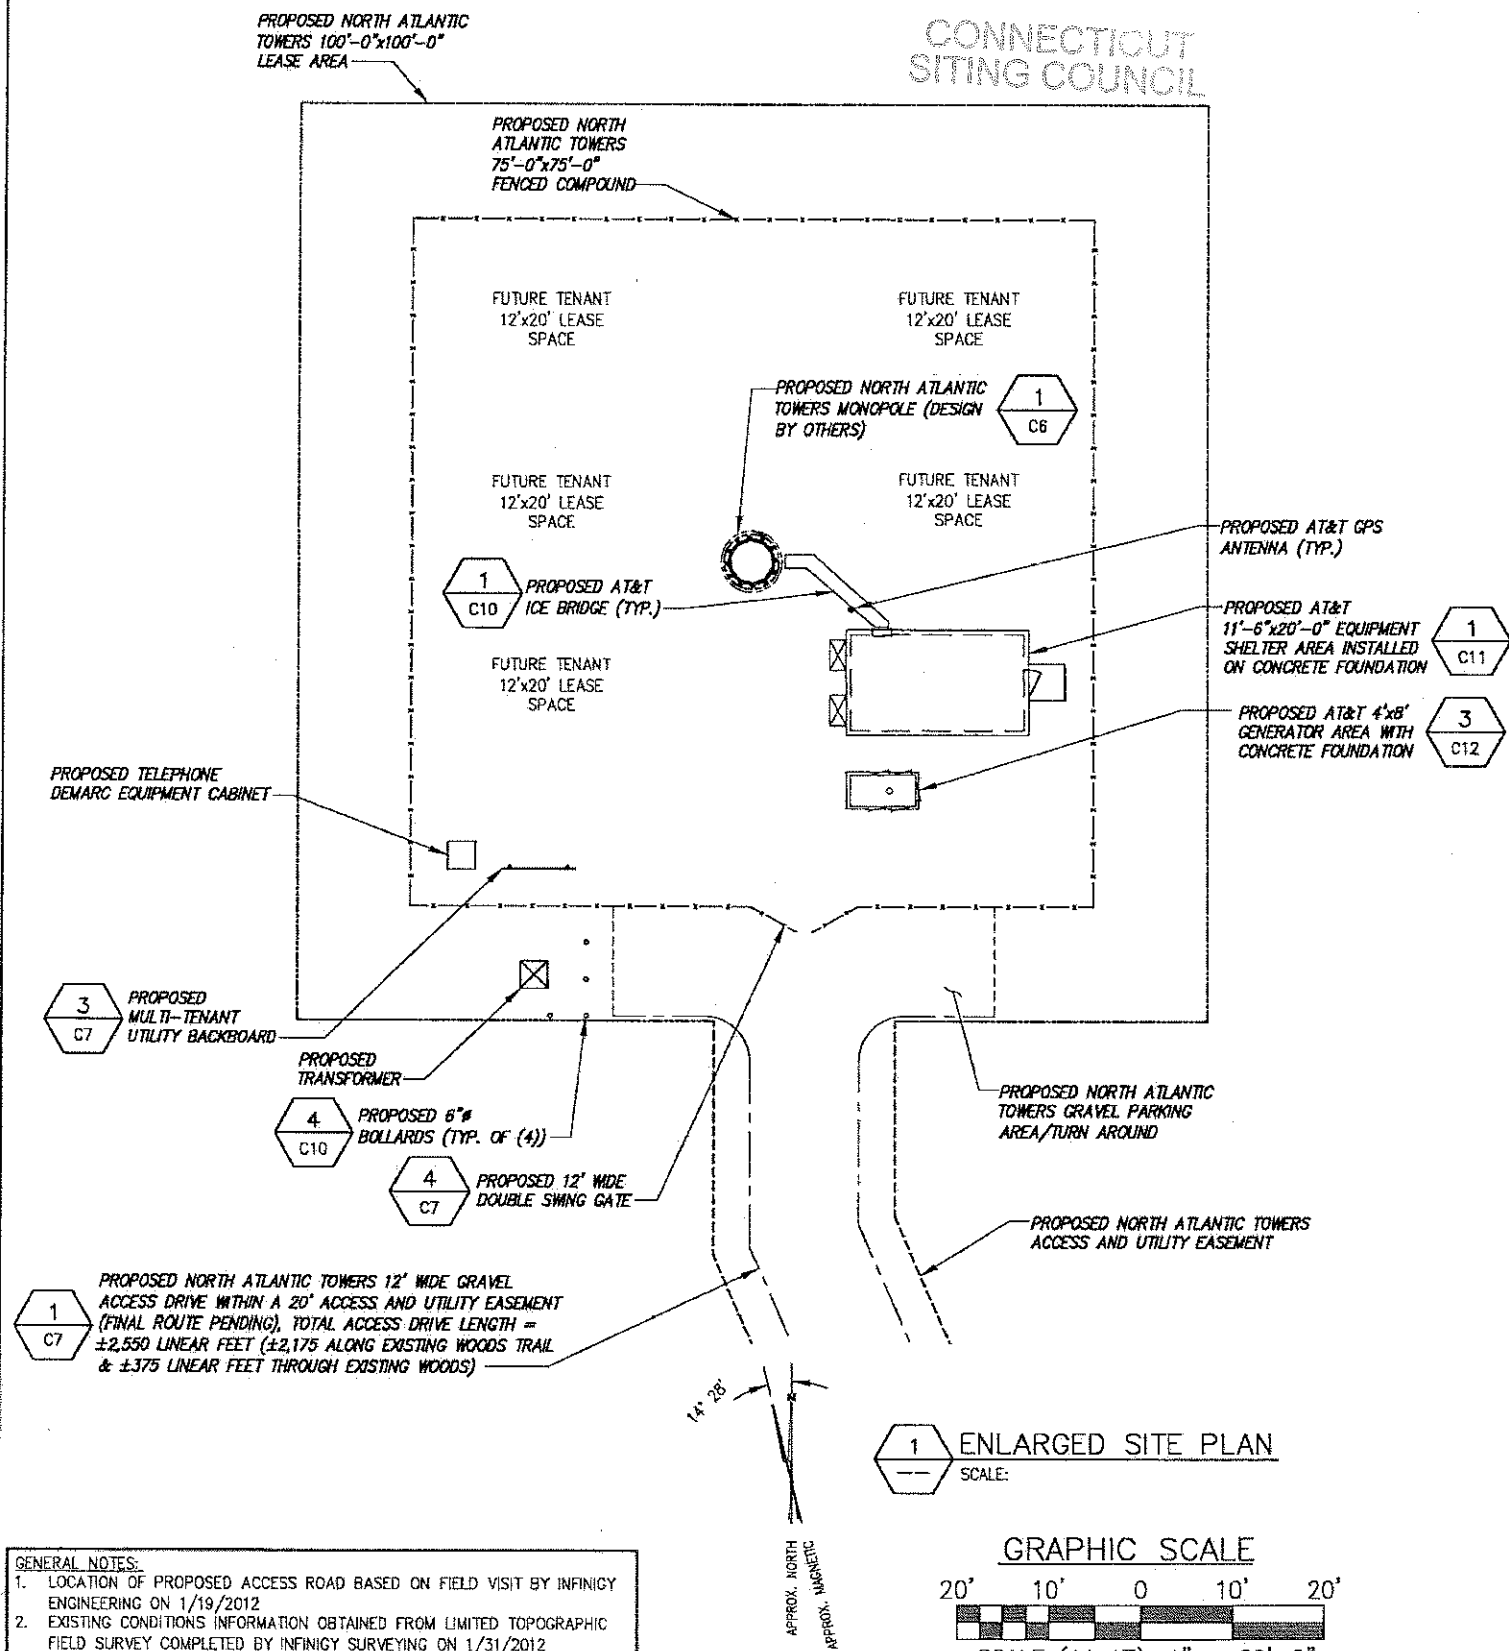 PROPOSED NORTH ATLANTIC
TOWERS 100'-0"x100'-0"
LEASE AREA
CONNECTICUT
SITING COUNCIL
PROPOSED NORTH
ATLANTIC TOWERS
75'-0"x75'-0"
FENCED COMPOUND
FUTURE TENANT
12'x20' LEASE
SPACE
FUTURE TENANT
12'x20' LEASE
SPACE
PROPOSED NORTH ATLANTIC
TOWERS MONOPOLE (DESIGN
BY OTHERS)
1
C6
FUTURE TENANT
12'x20' LEASE
SPACE
FUTURE TENANT
12'x20' LEASE
SPACE
PROPOSED AT&T GPS
ANTENNA (TYP.)
1
C10
PROPOSED AT&T
ICE BRIDGE (TYP.)
PROPOSED AT&T
11'-6"x20'-0" EQUIPMENT
SHELTER AREA INSTALLED
ON CONCRETE FOUNDATION
1
C11
FUTURE TENANT
12'x20' LEASE
SPACE
PROPOSED AT&T 4'x8'
GENERATOR AREA WITH
CONCRETE FOUNDATION
3
C12
PROPOSED TELEPHONE
DEMARC EQUIPMENT CABINET
3
C7
PROPOSED
MULTI-TENANT
UTILITY BACKBOARD
PROPOSED
TRANSFORMER
4
C10
PROPOSED 6"ø
BOLLARDS (TYP. OF (4))
4
C7
PROPOSED 12' WIDE
DOUBLE SWING GATE
PROPOSED NORTH ATLANTIC
TOWERS GRAVEL PARKING
AREA/TURN AROUND
PROPOSED NORTH ATLANTIC TOWERS
ACCESS AND UTILITY EASEMENT
1
C7
PROPOSED NORTH ATLANTIC TOWERS 12' WIDE GRAVEL
ACCESS DRIVE WITHIN A 20' ACCESS AND UTILITY EASEMENT
(FINAL ROUTE PENDING), TOTAL ACCESS DRIVE LENGTH =
±2,550 LINEAR FEET (±2,175 ALONG EXISTING WOODS TRAIL
& ±375 LINEAR FEET THROUGH EXISTING WOODS)
14° 28'
APPROX. NORTH
APPROX. MAGNETIC
1
--
ENLARGED SITE PLAN
SCALE:
GRAPHIC SCALE
20' 10' 0 10' 20'
GENERAL NOTES:
1. LOCATION OF PROPOSED ACCESS ROAD BASED ON FIELD VISIT BY INFINIGY
ENGINEERING ON 1/19/2012
2. EXISTING CONDITIONS INFORMATION OBTAINED FROM LIMITED TOPOGRAPHIC
FIELD SURVEY COMPLETED BY INFINIGY SURVEYING ON 1/31/2012